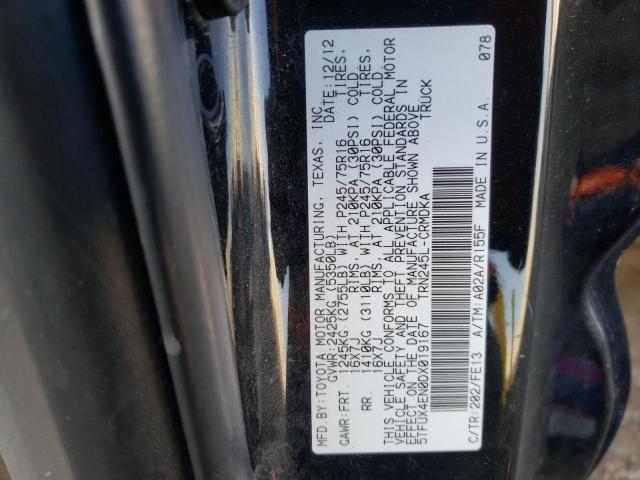 MFD.BY:TOYOTA MOTOR MANUFACTURING, TEXAS, INC. DATE:12/12
GVWR:2425KG (5350LB)
GAWR:FRT. 1245KG (2755LB) WITH P245/75R16 TIRES,
16X7J RIMS, AT 210KPA (30PSI) COLD
RR. 1410KG (3110LB) WITH P245/75R16 TIRES,
16X7J RIMS, AT 210KPA (30PSI) COLD
THIS VEHICLE CONFORMS TO ALL APPLICABLE FEDERAL MOTOR
VEHICLE SAFETY AND THEFT PREVENTION STANDARDS IN
EFFECT ON THE DATE OF MANUFACTURE SHOWN ABOVE.
5TFUX4EN0DX019167 TRN245L-CRMDKA TRUCK
C/TR:202/FE13 A/TM:A02A/R155F MADE IN U.S.A. 078